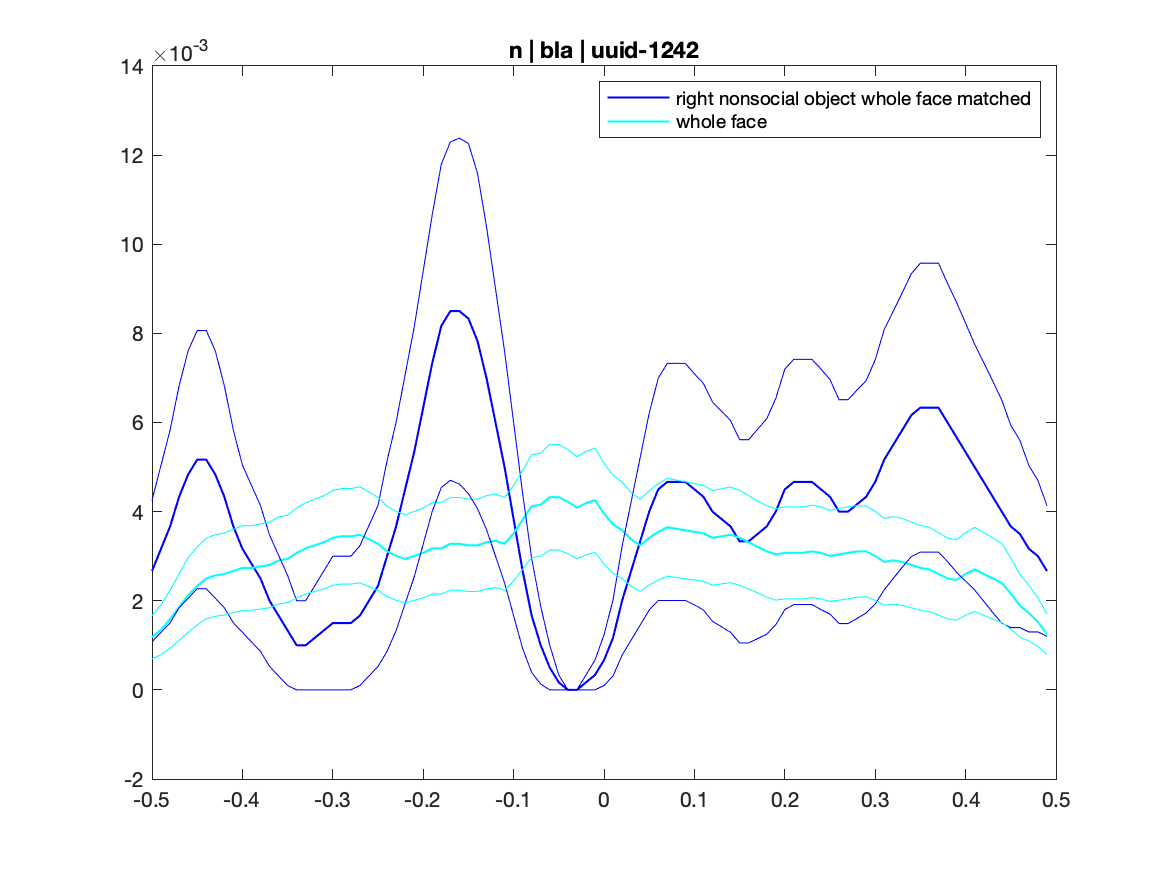 n | bla | uuid-1242
×10-3
14
12
10
8
6
4
2
0
-2
-0.5 -0.4 -0.3 -0.2 -0.1 0 0.1 0.2 0.3 0.4 0.5
right nonsocial object whole face matched
whole face